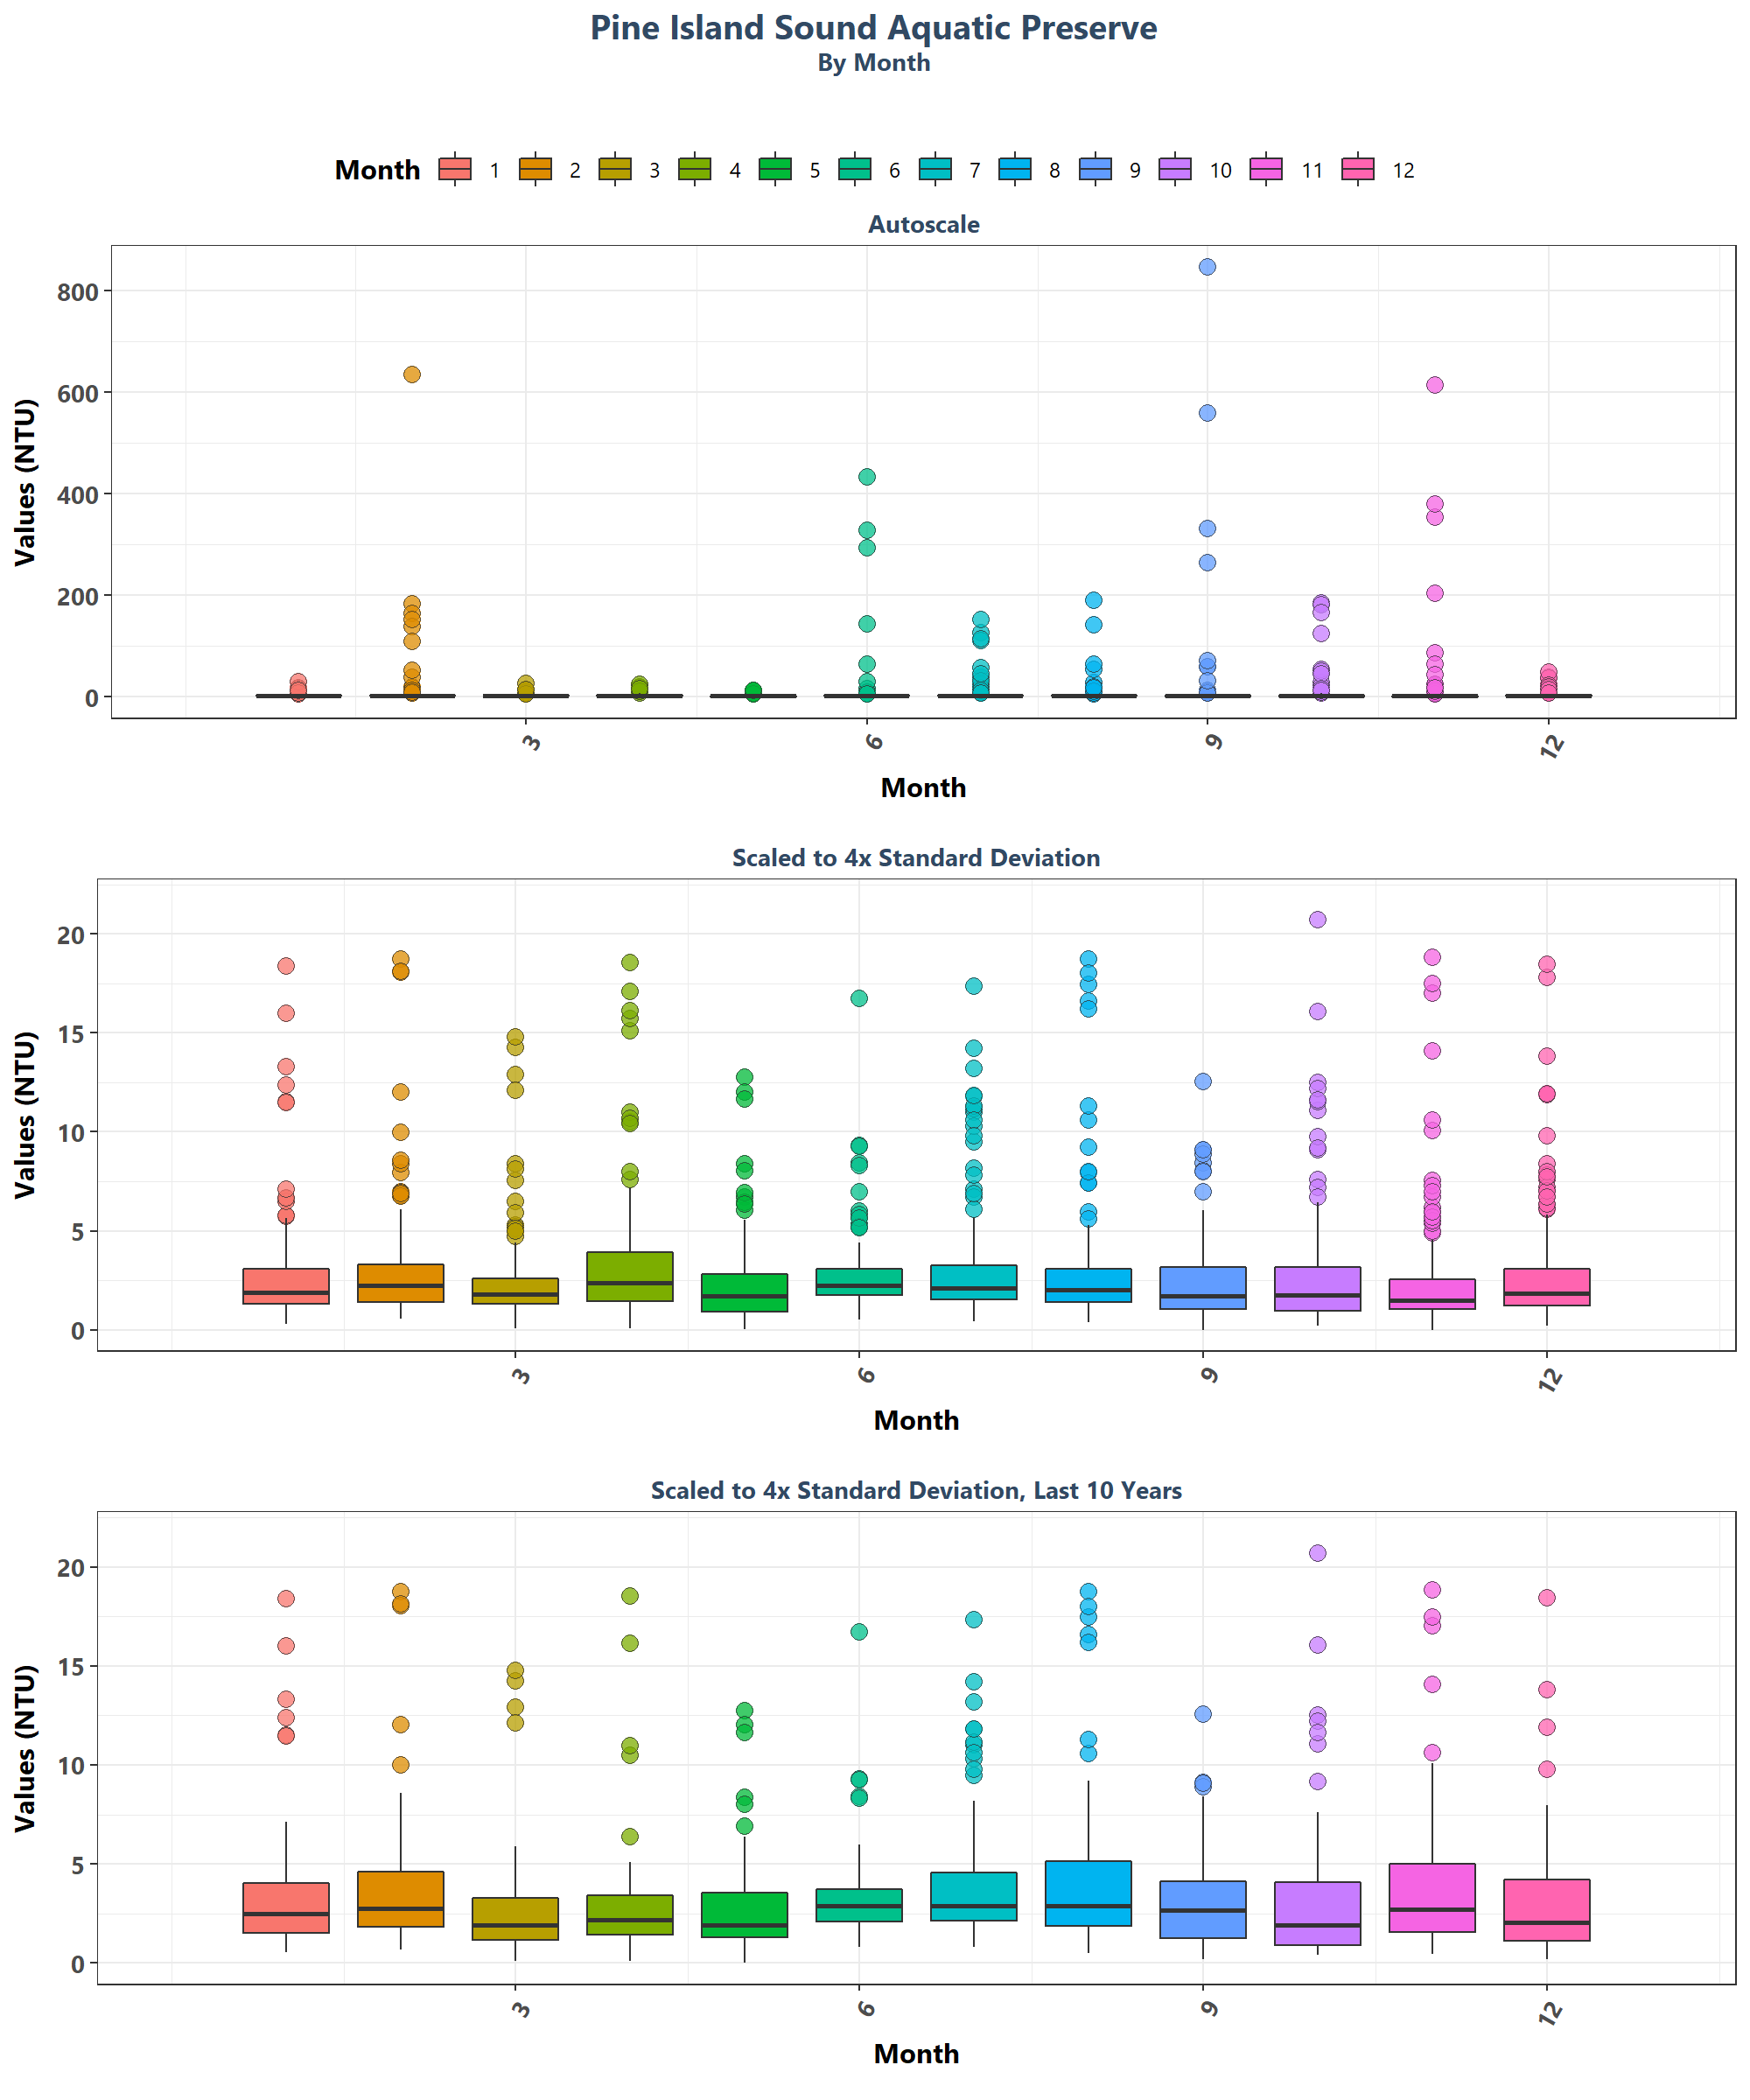 Pine Island Sound Aquatic Preserve
By Month
Month 1 2 3 4 5 6 7 8 9 10 11 12
Autoscale
Values (NTU)
800
600
400
200
0
3 6 9 12
Month
Scaled to 4x Standard Deviation
Values (NTU)
20
15
10
5
0
3 6 9 12
Month
Scaled to 4x Standard Deviation, Last 10 Years
Values (NTU)
20
15
10
5
0
3 6 9 12
Month